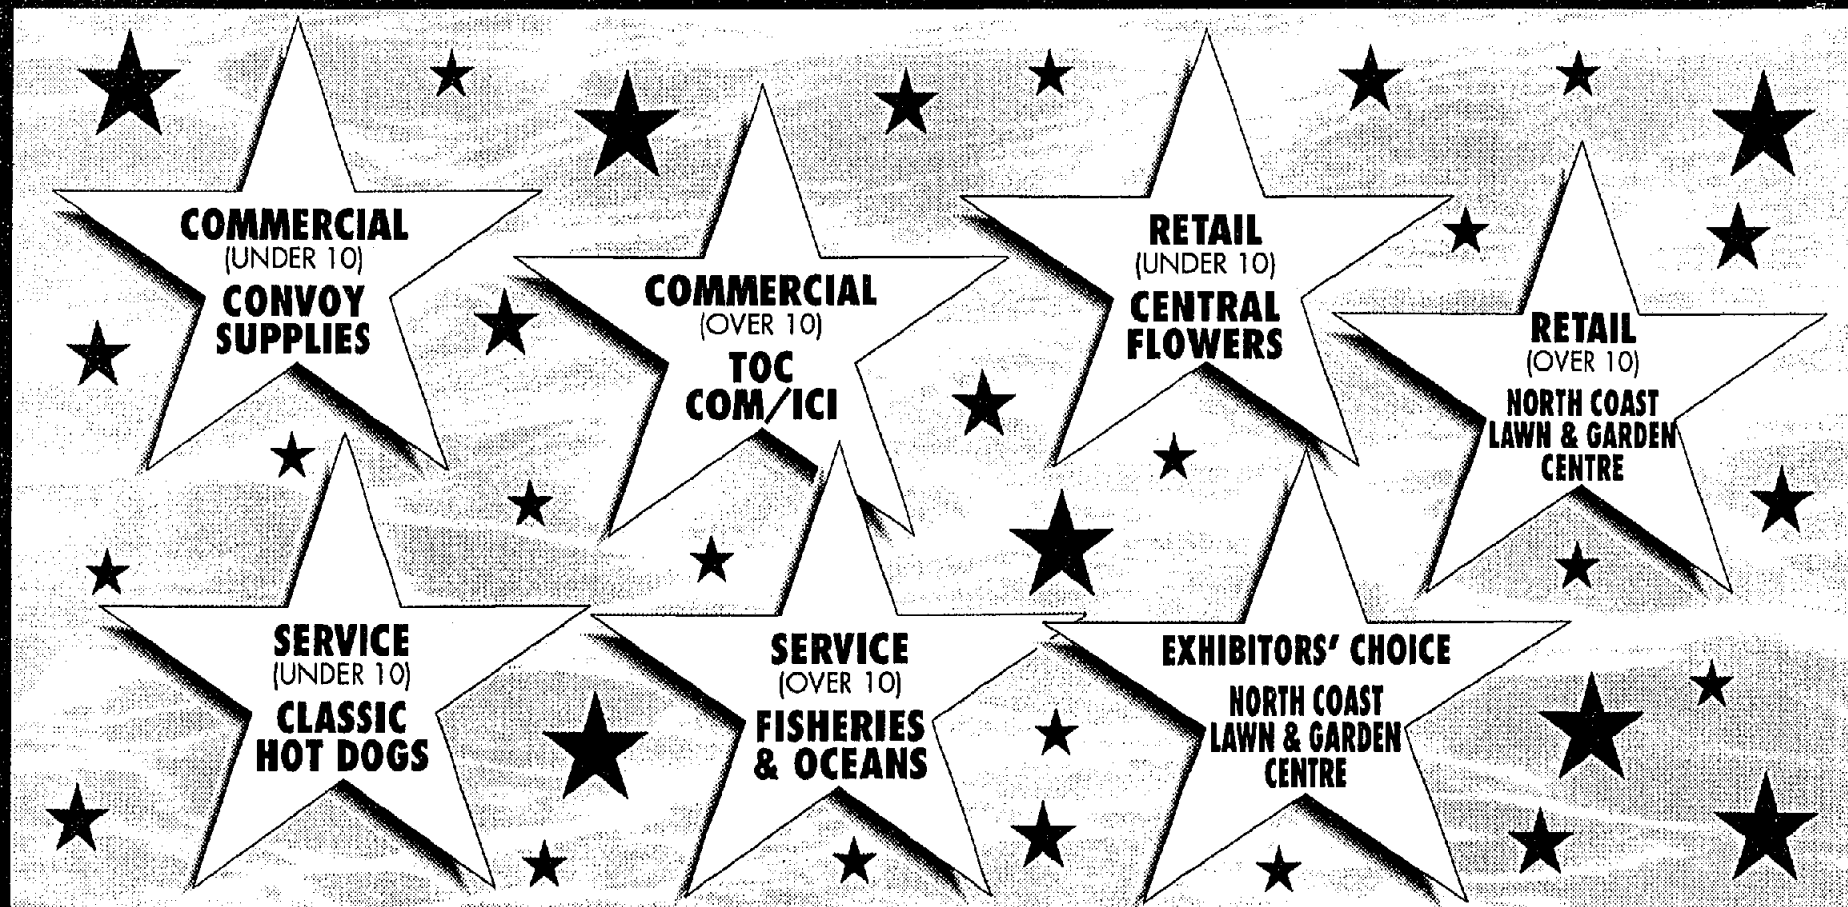 COMMERCIAL
(UNDER 10)
CONVOY
SUPPLIES
COMMERCIAL
(OVER 10)
TOC
COM/ICI
RETAIL
(UNDER 10)
CENTRAL
FLOWERS
RETAIL
(OVER 10)
NORTH COAST
LAWN & GARDEN
CENTRE
SERVICE
(UNDER 10)
CLASSIC
HOT DOGS
SERVICE
(OVER 10)
FISHERIES
& OCEANS
EXHIBITORS' CHOICE
NORTH COAST
LAWN & GARDEN
CENTRE